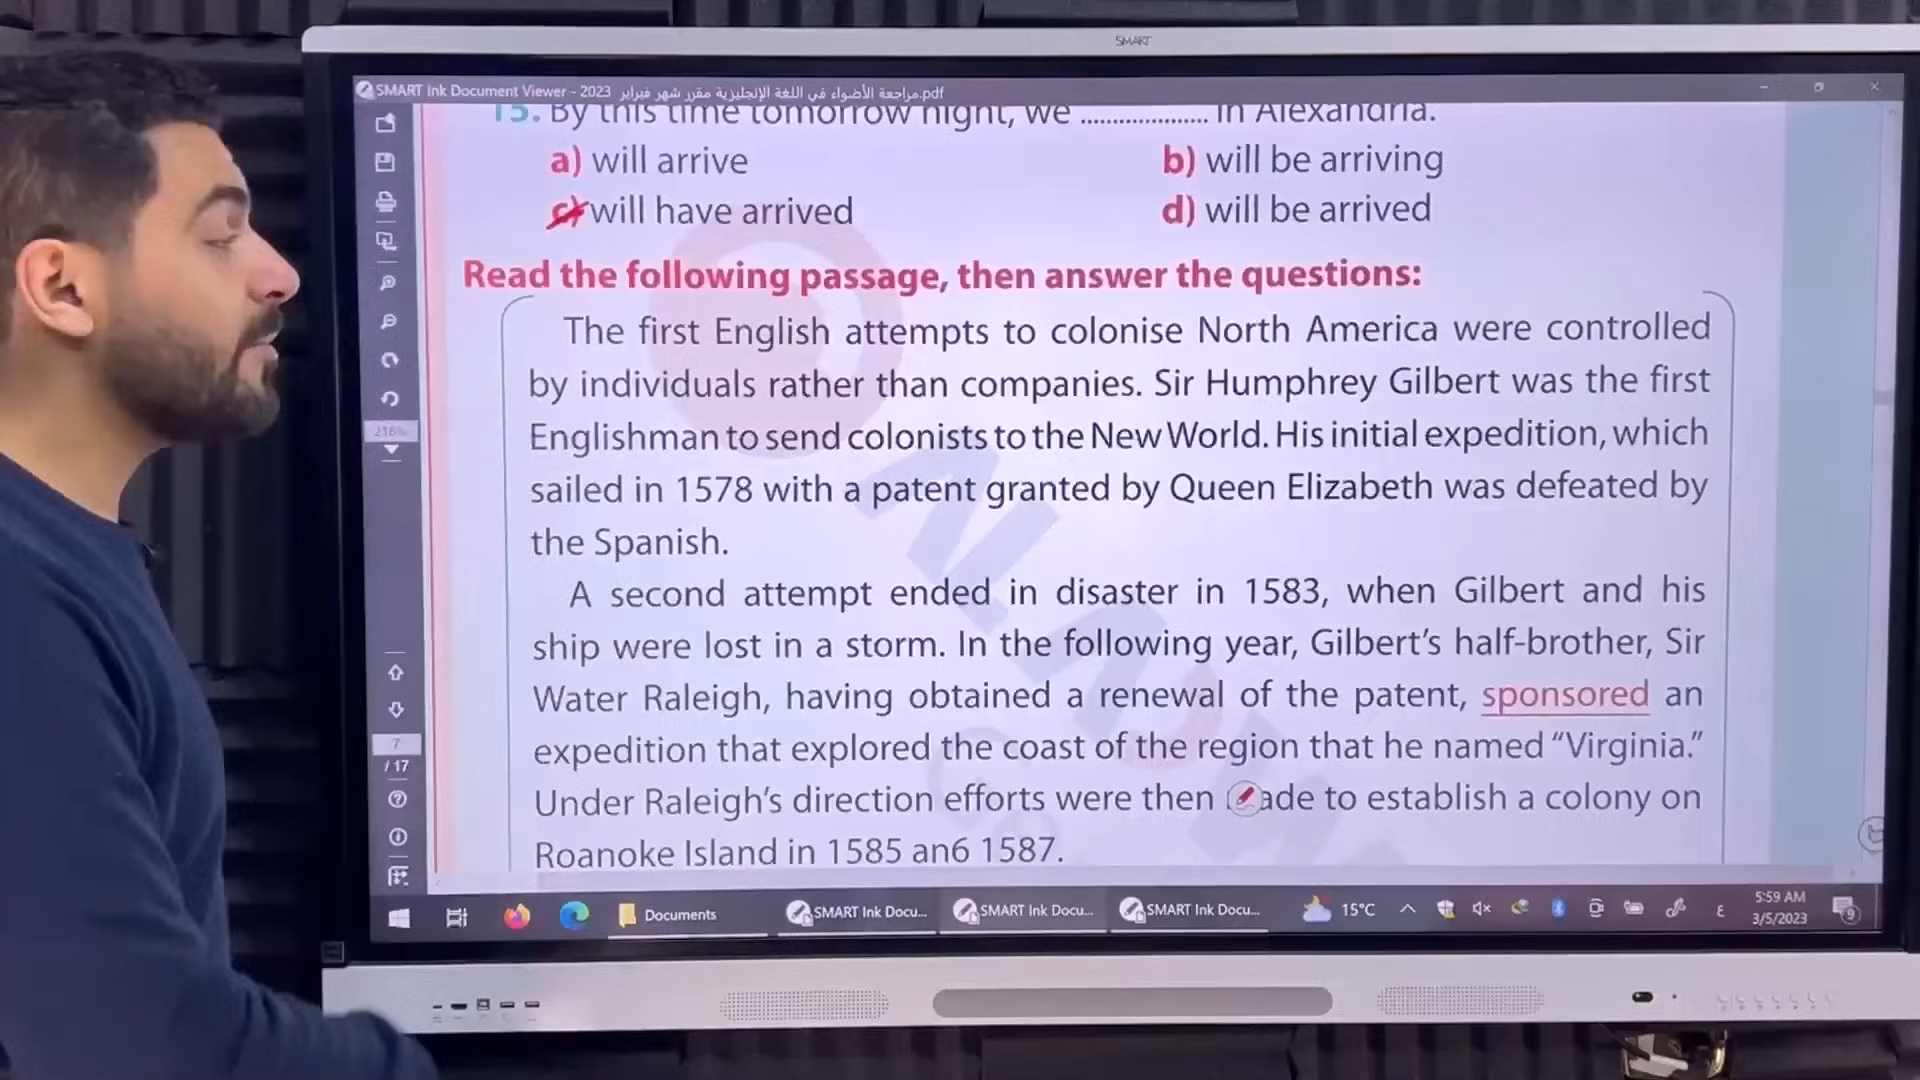 SMART
SMART Ink Document Viewer - 2023 مراجعة الأضواء في اللغة الإنجليزية مقرر شهر فبراير.pdf
15. By this time tomorrow night, we .................... in Alexandria.
a) will arrive
b) will be arriving
c) will have arrived
d) will be arrived
Read the following passage, then answer the questions:
The first English attempts to colonise North America were controlled
by individuals rather than companies. Sir Humphrey Gilbert was the first
Englishman to send colonists to the New World. His initial expedition, which
sailed in 1578 with a patent granted by Queen Elizabeth was defeated by
the Spanish.
A second attempt ended in disaster in 1583, when Gilbert and his
ship were lost in a storm. In the following year, Gilbert's half-brother, Sir
Water Raleigh, having obtained a renewal of the patent, sponsored an
expedition that explored the coast of the region that he named “Virginia.”
Under Raleigh's direction efforts were then ade to establish a colony on
Roanoke Island in 1585 an6 1587.
216%
7
/ 17
Documents
SMART Ink Docu...
SMART Ink Docu...
SMART Ink Docu...
15°C
ع
5:59 AM
3/5/2023
9